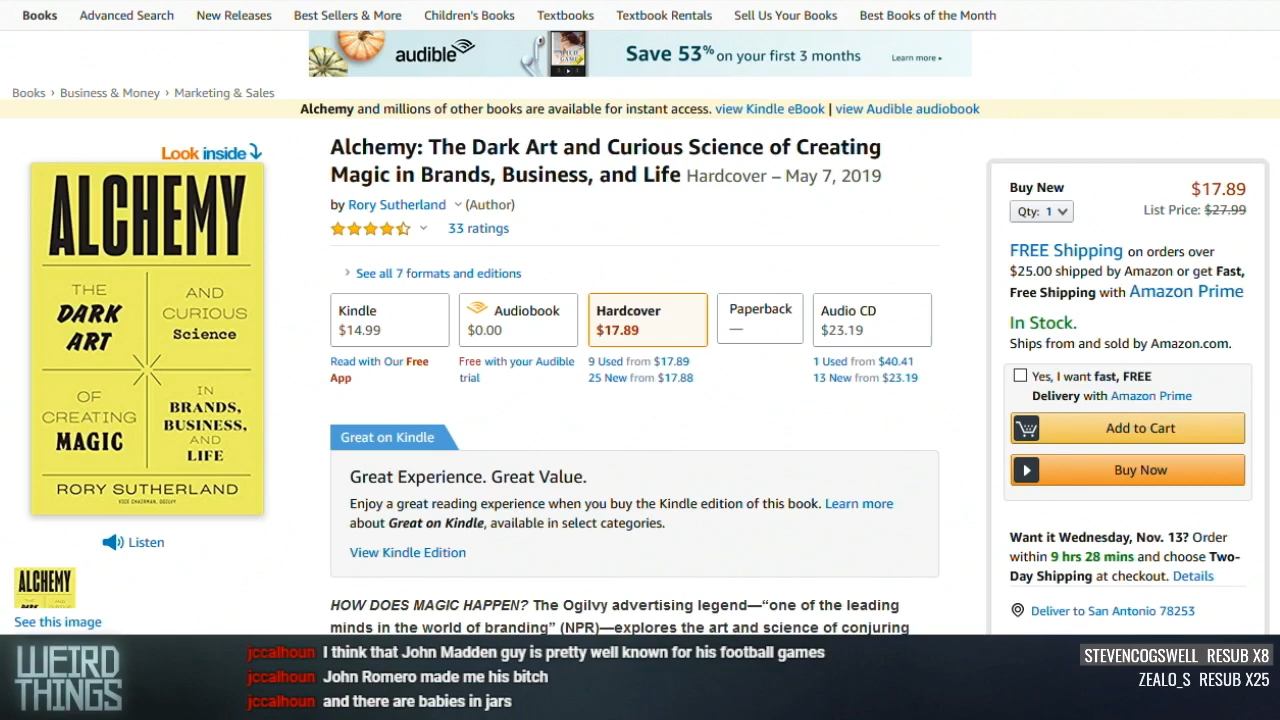 Books Advanced Search New Releases Best Sellers & More Children's Books Textbooks Textbook Rentals Sell Us Your Books Best Books of the Month
audible Save 53% on your first 3 months Learn more ▸
Books › Business & Money › Marketing & Sales
Alchemy and millions of other books are available for instant access. view Kindle eBook | view Audible audiobook
Look inside
ALCHEMY
THE
DARK
ART
AND
CURIOUS
Science
OF
CREATING
MAGIC
IN
BRANDS,
BUSINESS,
AND
LIFE
RORY SUTHERLAND
VICE CHAIRMAN, OGILVY
Listen
ALCHEMY
See this image
Alchemy: The Dark Art and Curious Science of Creating
Magic in Brands, Business, and Life Hardcover – May 7, 2019
by Rory Sutherland (Author)
33 ratings
› See all 7 formats and editions
Kindle
$14.99
Read with Our Free
App
Audiobook
$0.00
Free with your Audible
trial
Hardcover
$17.89
9 Used from $17.89
25 New from $17.88
Paperback
—
Audio CD
$23.19
1 Used from $40.41
13 New from $23.19
Great on Kindle
Great Experience. Great Value.
Enjoy a great reading experience when you buy the Kindle edition of this book. Learn more
about Great on Kindle, available in select categories.
View Kindle Edition
HOW DOES MAGIC HAPPEN? The Ogilvy advertising legend—“one of the leading
minds in the world of branding” (NPR)—explores the art and science of conjuring
Buy New $17.89
Qty: 1 List Price: $27.99
FREE Shipping on orders over
$25.00 shipped by Amazon or get Fast,
Free Shipping with Amazon Prime
In Stock.
Ships from and sold by Amazon.com.
Yes, I want fast, FREE
Delivery with Amazon Prime
Add to Cart
Buy Now
Want it Wednesday, Nov. 13? Order
within 9 hrs 28 mins and choose Two-
Day Shipping at checkout. Details
Deliver to San Antonio 78253
WEIRD
THINGS
jccalhoun I think that John Madden guy is pretty well known for his football games
jccalhoun John Romero made me his bitch
jccalhoun and there are babies in jars
STEVENCOGSWELL RESUB X8
ZEALO_S RESUB X25